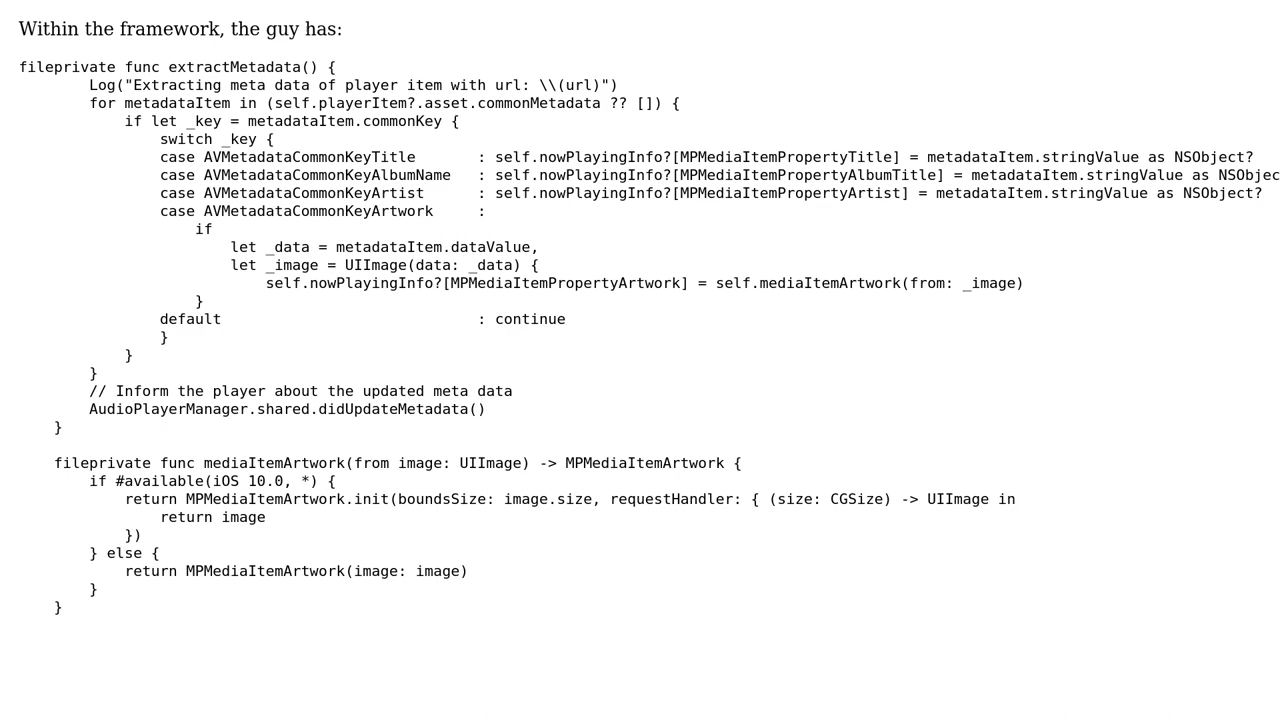 Within the framework, the guy has:
fileprivate func extractMetadata() {
        Log("Extracting meta data of player item with url: \\(url)")
        for metadataItem in (self.playerItem?.asset.commonMetadata ?? []) {
            if let _key = metadataItem.commonKey {
                switch _key {
                case AVMetadataCommonKeyTitle       : self.nowPlayingInfo?[MPMediaItemPropertyTitle] = metadataItem.stringValue as NSObject?
                case AVMetadataCommonKeyAlbumName   : self.nowPlayingInfo?[MPMediaItemPropertyAlbumTitle] = metadataItem.stringValue as NSObjec
                case AVMetadataCommonKeyArtist      : self.nowPlayingInfo?[MPMediaItemPropertyArtist] = metadataItem.stringValue as NSObject?
                case AVMetadataCommonKeyArtwork     :
                    if
                        let _data = metadataItem.dataValue,
                        let _image = UIImage(data: _data) {
                            self.nowPlayingInfo?[MPMediaItemPropertyArtwork] = self.mediaItemArtwork(from: _image)
                    }
                default                             : continue
                }
            }
        }
        // Inform the player about the updated meta data
        AudioPlayerManager.shared.didUpdateMetadata()
    }

    fileprivate func mediaItemArtwork(from image: UIImage) -> MPMediaItemArtwork {
        if #available(iOS 10.0, *) {
            return MPMediaItemArtwork.init(boundsSize: image.size, requestHandler: { (size: CGSize) -> UIImage in
                return image
            })
        } else {
            return MPMediaItemArtwork(image: image)
        }
    }